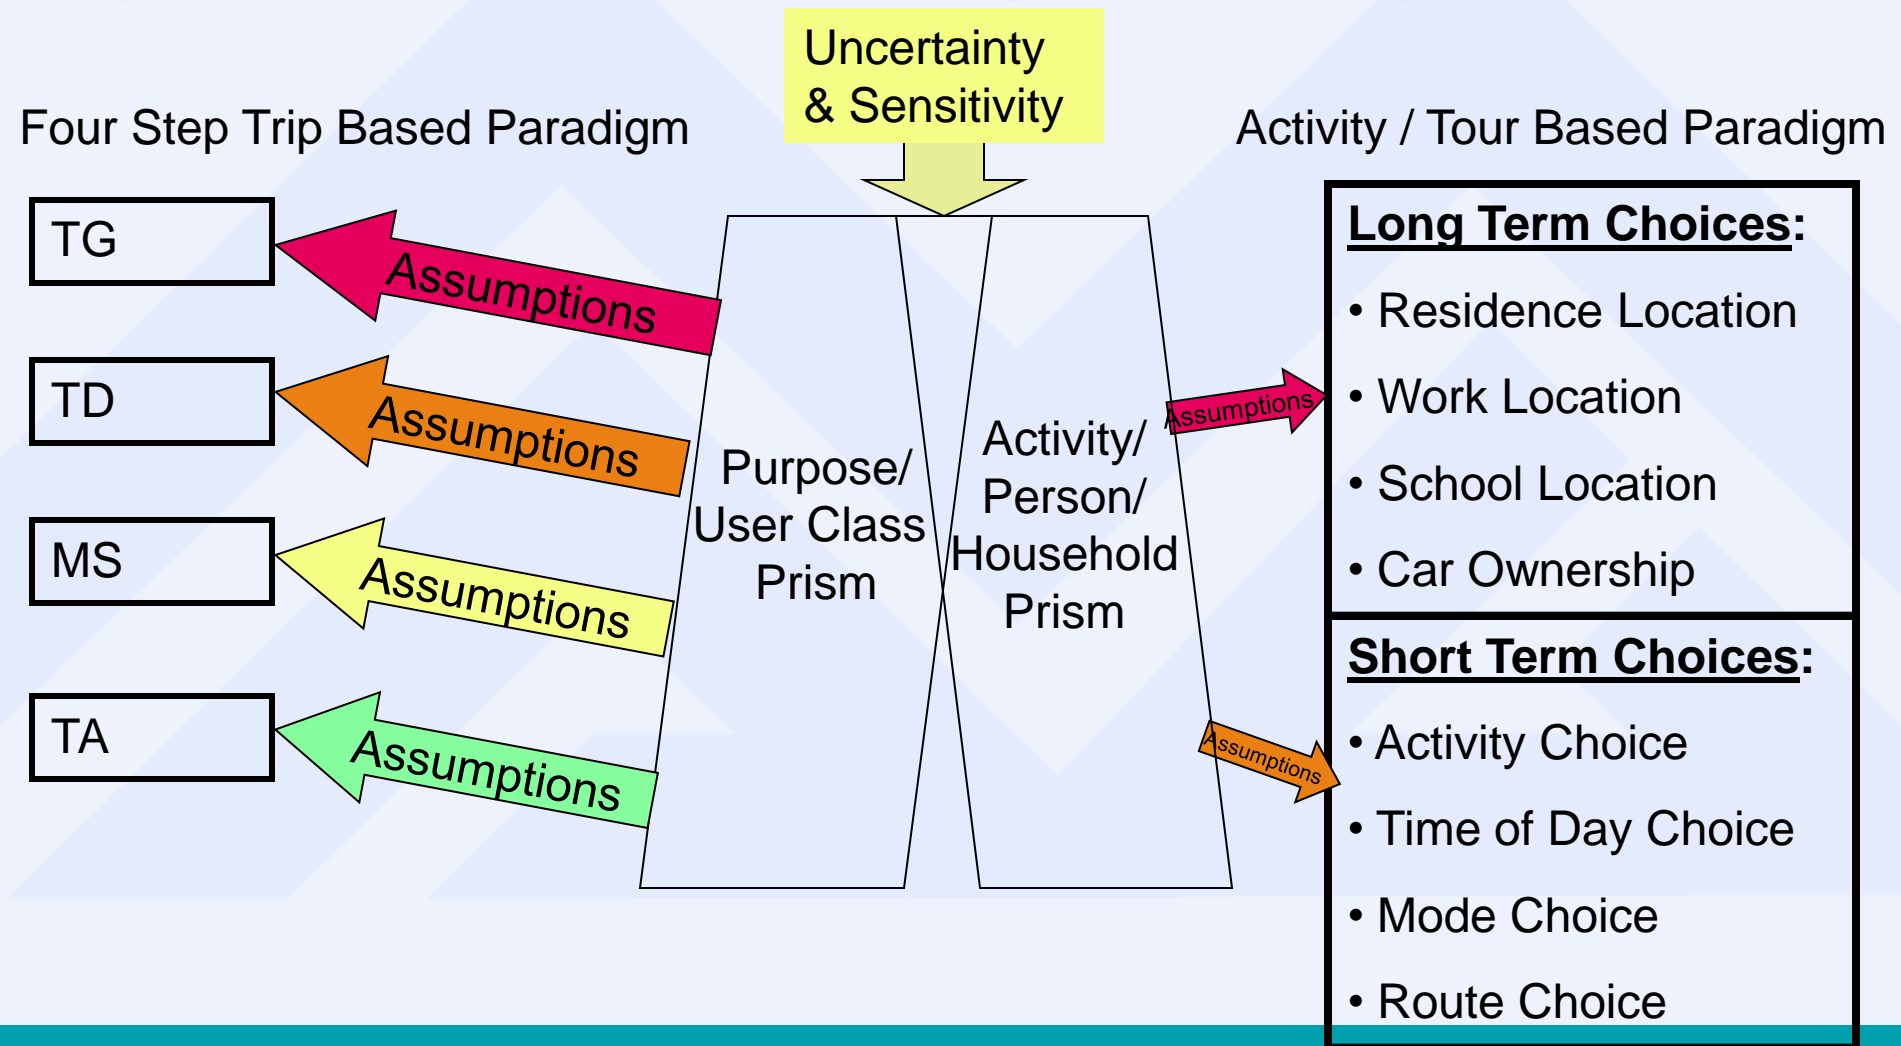 Uncertainty
& Sensitivity
Four Step Trip Based Paradigm
TG
Assumptions
TD
Assumptions
MS
Assumptions
TA
Assumptions
Purpose/
User Class
Prism
Activity/
Person/
Household
Prism
Assumptions
Assumptions
Activity / Tour Based Paradigm
Long Term Choices:
• Residence Location
• Work Location
• School Location
• Car Ownership
Short Term Choices:
• Activity Choice
• Time of Day Choice
• Mode Choice
• Route Choice